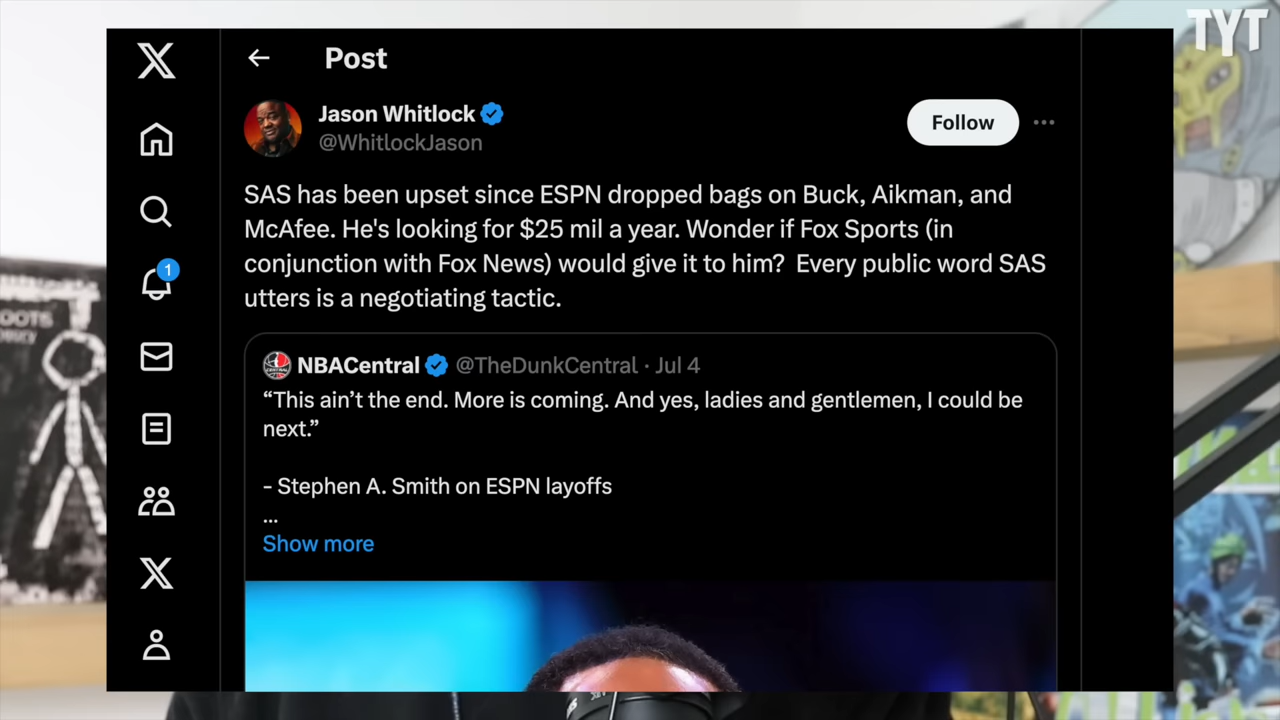 TYT
Post
Jason Whitlock
@WhitlockJason
Follow
SAS has been upset since ESPN dropped bags on Buck, Aikman, and
McAfee. He's looking for $25 mil a year. Wonder if Fox Sports (in
conjunction with Fox News) would give it to him?  Every public word SAS
utters is a negotiating tactic.
1
NBACentral @TheDunkCentral · Jul 4
“This ain’t the end. More is coming. And yes, ladies and gentlemen, I could be
next.”
– Stephen A. Smith on ESPN layoffs
...
Show more